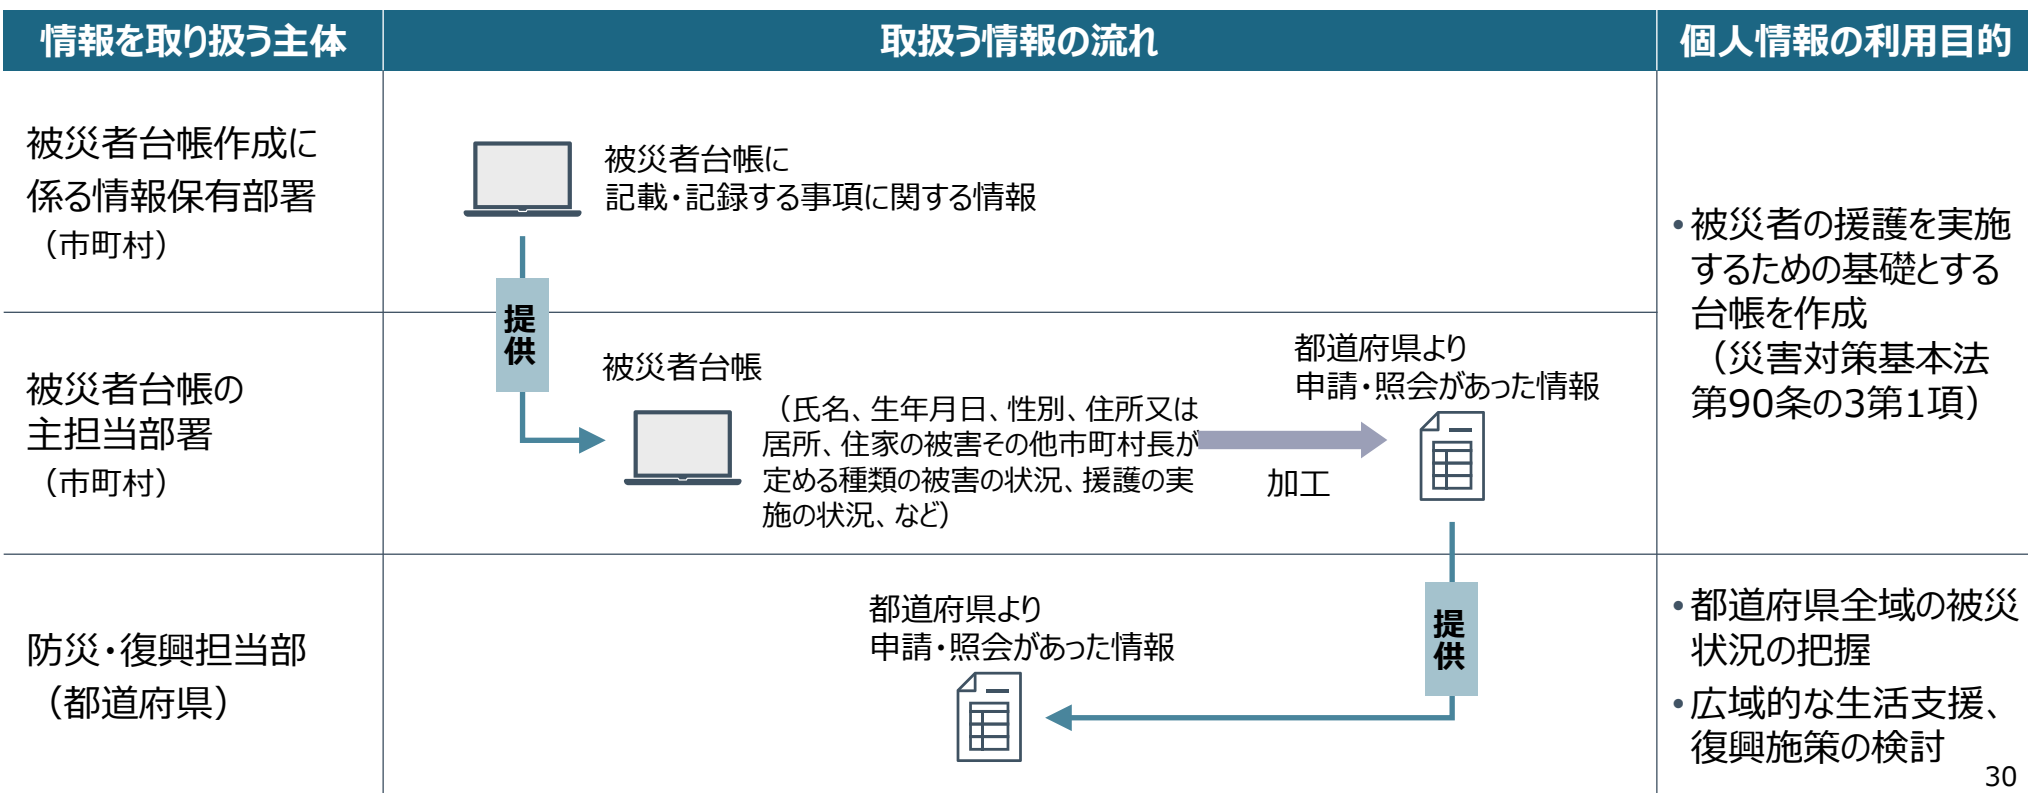 情報を取り扱う主体
取扱う情報の流れ
個人情報の利用目的
被災者台帳作成に
係る情報保有部署
（市町村）
被災者台帳に
記載・記録する事項に関する情報
提供
被災者台帳の
主担当部署
（市町村）
被災者台帳
（氏名、生年月日、性別、住所又は
居所、住家の被害その他市町村長が
定める種類の被害の状況、援護の実
施の状況、など）
加工
都道府県より
申請・照会があった情報
・被災者の援護を実施
するための基礎とする
台帳を作成
（災害対策基本法
第90条の3第1項）
防災・復興担当部
（都道府県）
都道府県より
申請・照会があった情報
提供
・都道府県全域の被災
状況の把握
・広域的な生活支援、
復興施策の検討
30